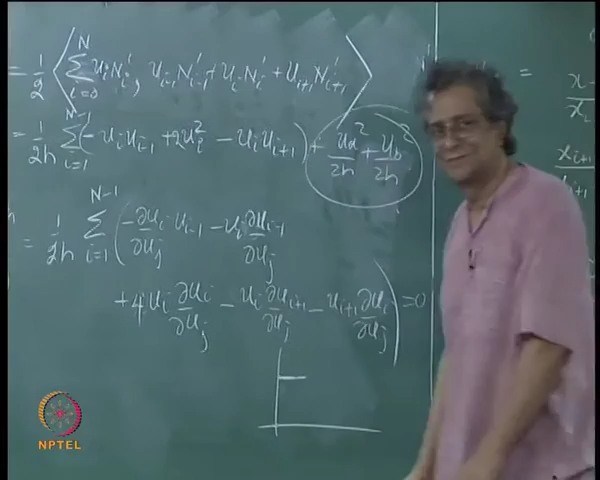 = 1/2 ⟨ ∑_{i=0}^{N} u_i N_i', u_{i-1} N'_{i-1} + u_i N_i' + u_{i+1} N'_{i+1} ⟩ =
= 1/2h ∑_{i=1}^{N-1} (- u_i u_{i-1} + 2u_i^2 - u_i u_{i+1}) + u_a^2/2h + u_b^2/2h
= 1/2h ∑_{i=1}^{N-1} (- ∂u_i/∂u_j u_{i-1} - u_i ∂u_{i-1}/∂u_j
+ 4 u_i ∂u_i/∂u_j - u_i ∂u_{i+1}/∂u_j - u_{i+1} ∂u_i/∂u_j) = 0
NPTEL